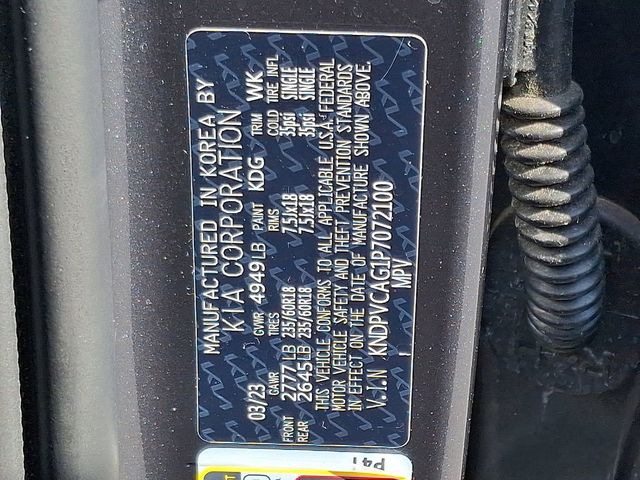 MANUFACTURED IN KOREA BY
KIA CORPORATION
03/23 GVWR 4949LB PAINT KDG TRIM WK
GAWR TIRES RIMS COLD TIRE INFL
FRONT 2777LB 235/60R18 7.5Jx18 35psi SINGLE
REAR 2645LB 235/60R18 7.5Jx18 35psi SINGLE
THIS VEHICLE CONFORMS TO ALL APPLICABLE U.S.A. FEDERAL
MOTOR VEHICLE SAFETY AND THEFT PREVENTION STANDARDS
IN EFFECT ON THE DATE OF MANUFACTURE SHOWN ABOVE.
V.I.N KNDPVCAG1P7072100
MPV